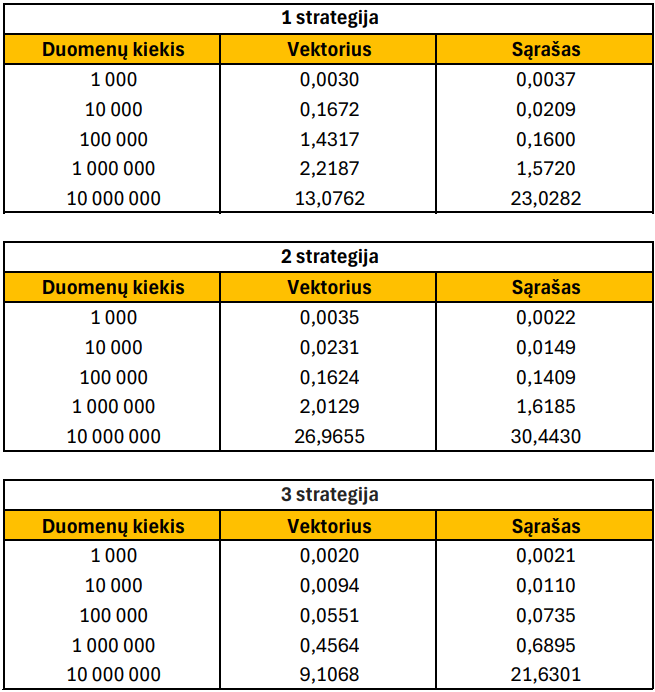 1 strategija
Duomenų kiekis Vektorius Sąrašas
1 000 0,0030 0,0037
10 000 0,1672 0,0209
100 000 1,4317 0,1600
1 000 000 2,2187 1,5720
10 000 000 13,0762 23,0282
2 strategija
Duomenų kiekis Vektorius Sąrašas
1 000 0,0035 0,0022
10 000 0,0231 0,0149
100 000 0,1624 0,1409
1 000 000 2,0129 1,6185
10 000 000 26,9655 30,4430
3 strategija
Duomenų kiekis Vektorius Sąrašas
1 000 0,0020 0,0021
10 000 0,0094 0,0110
100 000 0,0551 0,0735
1 000 000 0,4564 0,6895
10 000 000 9,1068 21,6301